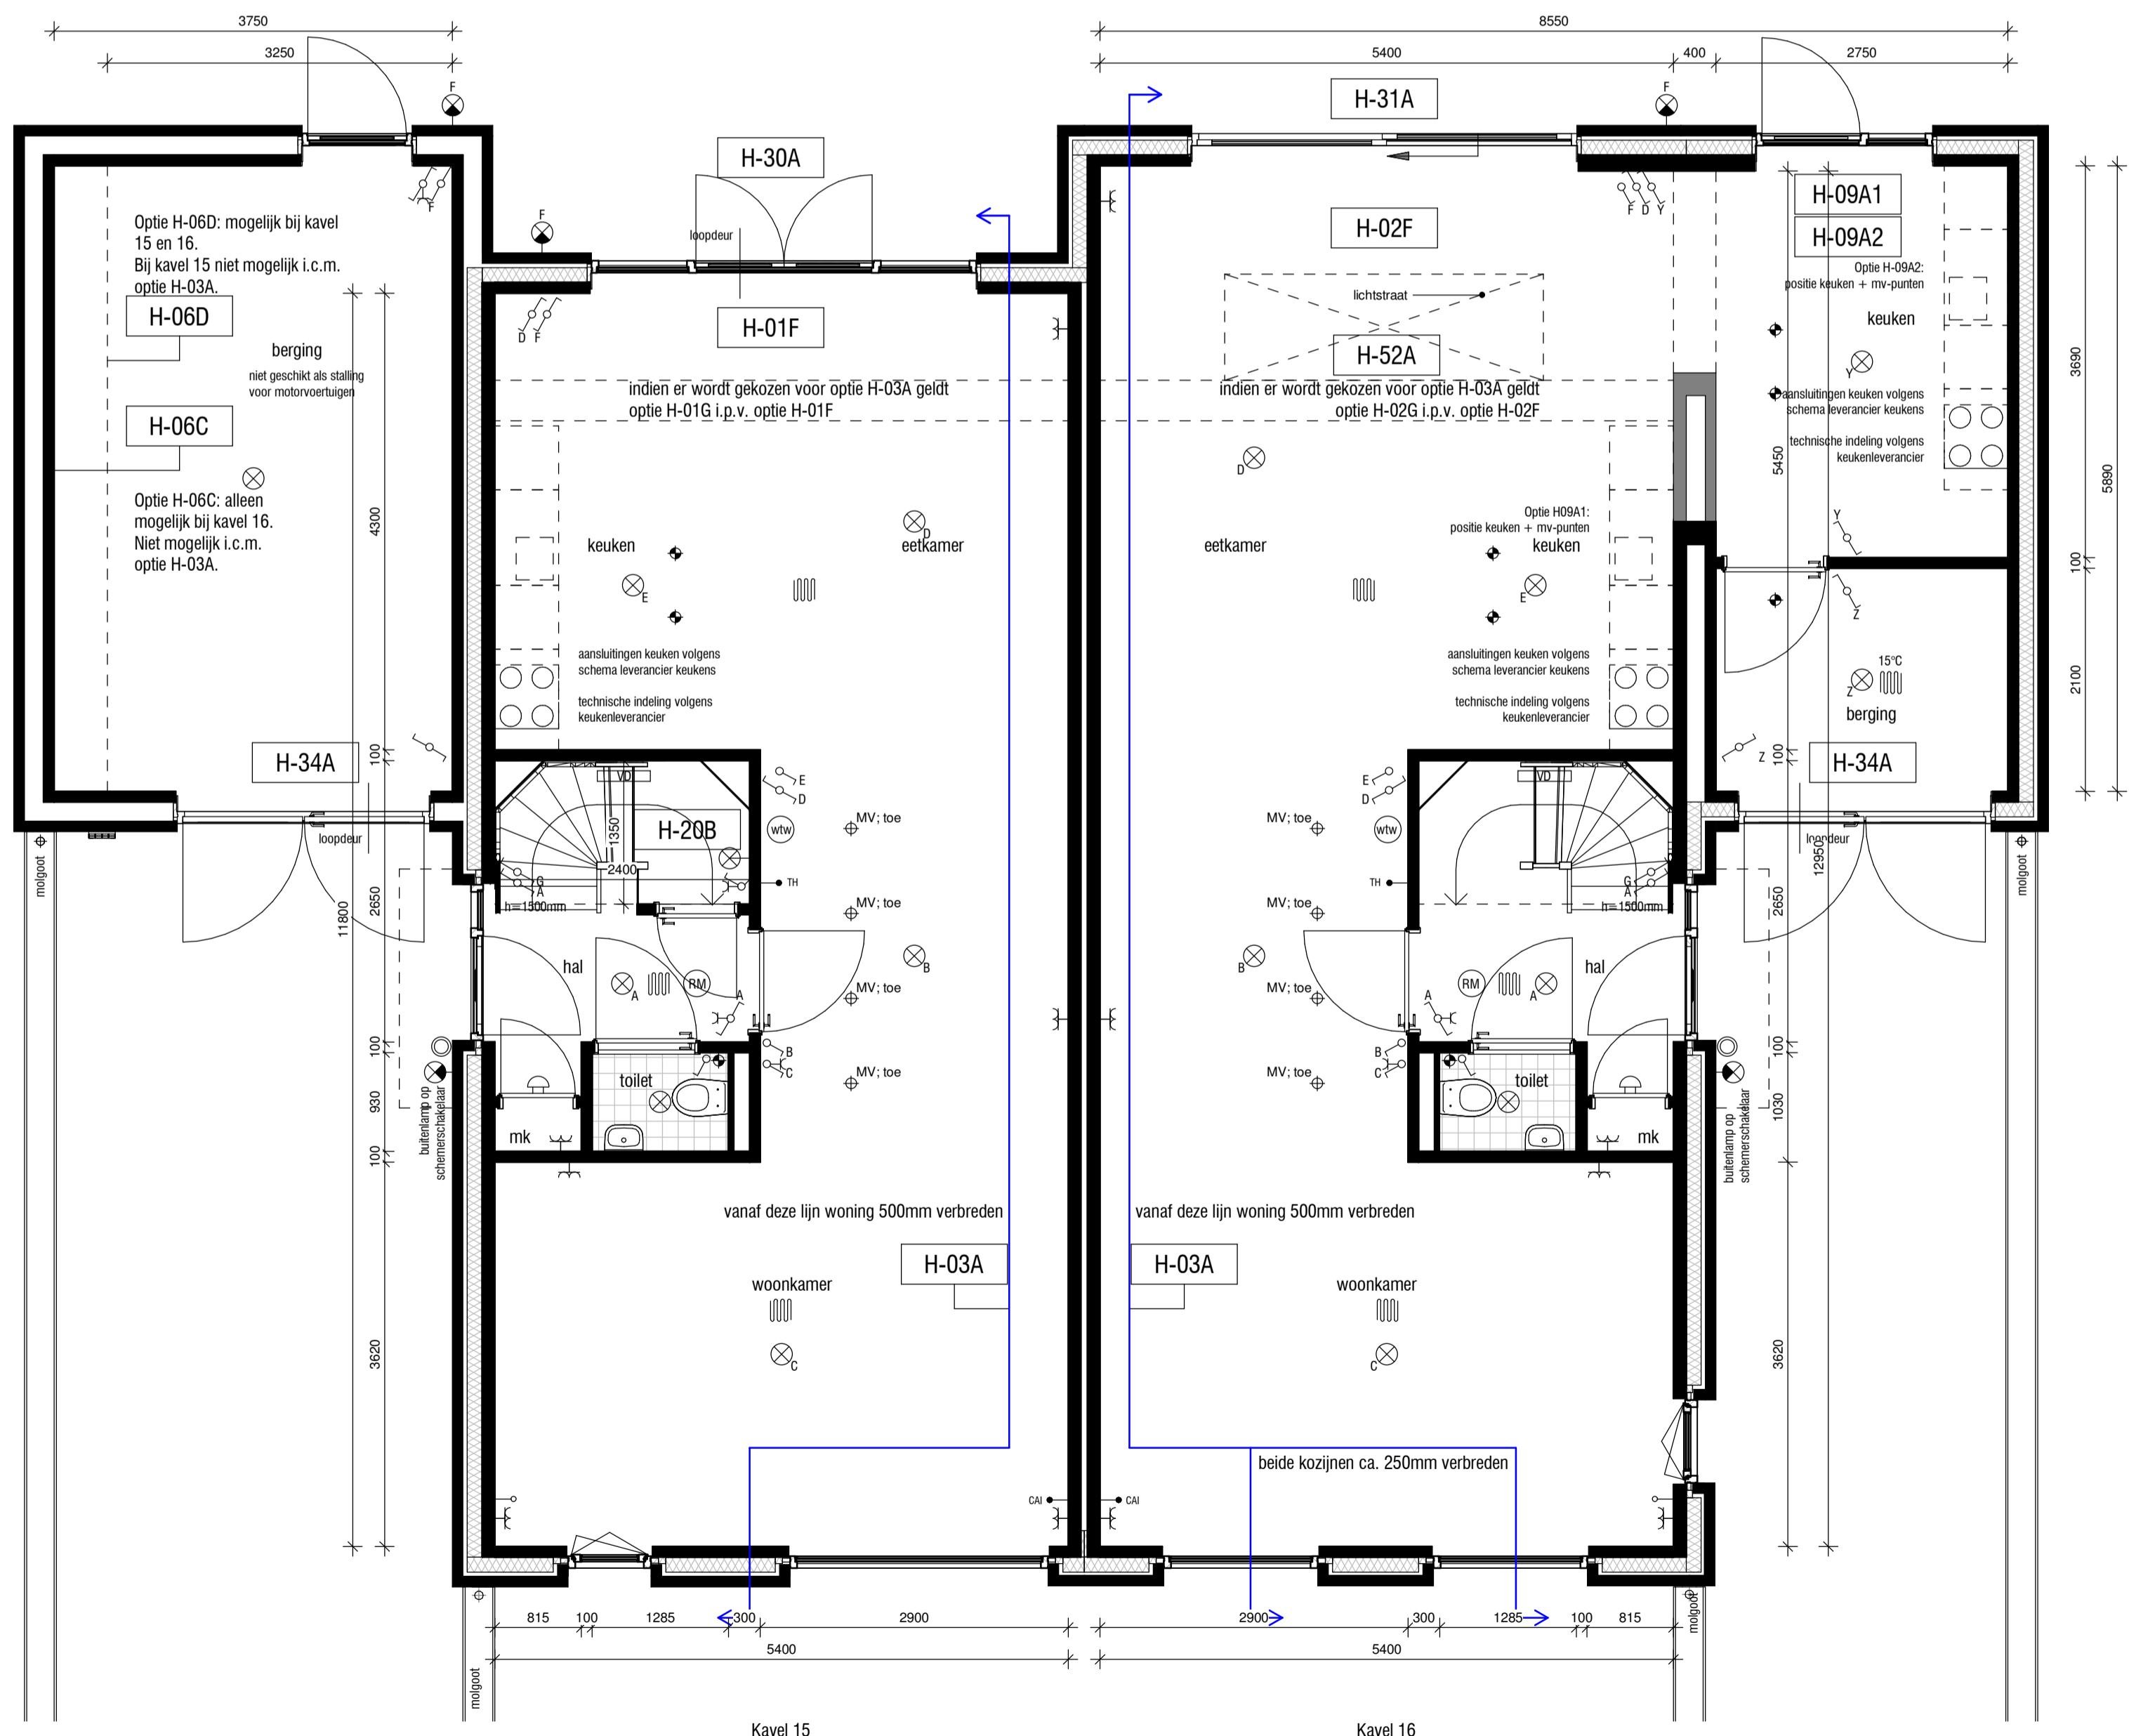 3750
8550
3250
5400
400
2750
F
F
H-31A
H-30A
F
loopdeur
F
F D Y
H-09A1
H-09A2
H-02F
Optie H-06D: mogelijk bij kavel
15 en 16.
Bij kavel 15 niet mogelijk i.c.m.
optie H-03A.
H-06D
berging
niet geschikt als stalling
voor motorvoertuigen
H-06C
Optie H-06C: alleen
mogelijk bij kavel 16.
Niet mogelijk i.c.m.
optie H-03A.
D F
H-01F
lichtstraat
H-52A
Optie H-09A2:
positie keuken + mv-punten
keuken
Y
indien er wordt gekozen voor optie H-03A geldt
optie H-01G i.p.v. optie H-01F
indien er wordt gekozen voor optie H-03A geldt
optie H-02G i.p.v. optie H-02F
aansluitingen keuken volgens
schema leverancier keukens
technische indeling volgens
keukenleverancier
3690
5890
5450
4300
D
D
keuken
eetkamer
E
eetkamer
Optie H09A1:
positie keuken + mv-punten
keuken
E
Y
100
Z
2100
15°C
Z
berging
aansluitingen keuken volgens
schema leverancier keukens
technische indeling volgens
keukenleverancier
aansluitingen keuken volgens
schema leverancier keukens
technische indeling volgens
keukenleverancier
H-34A
100
Z
100
H-34A
VD
E
D
wtw
H-20B
1350
2400
G
A
h=1500mm
TH
MV; toe
MV; toe
MV; toe
MV; toe
MV; toe
MV; toe
MV; toe
MV; toe
E
D
wtw
TH
VD
G
A
h=1500mm
loopdeur
loopdeur
molgoot
molgoot
11800
2650
12950
2650
hal
A
RM
A
B
B
RM
A
A
hal
100
930
100
100
1030
B
C
B
C
toilet
toilet
mk
mk
buitenlamp op
schemerschakelaar
buitenlamp op
schemerschakelaar
vanaf deze lijn woning 500mm verbreden
vanaf deze lijn woning 500mm verbreden
H-03A
H-03A
woonkamer
woonkamer
C
C
3620
3620
beide kozijnen ca. 250mm verbreden
CAI
CAI
815
100
1285
300
2900
2900
300
1285
100
815
5400
5400
molgoot
molgoot
Kavel 15
Kavel 16